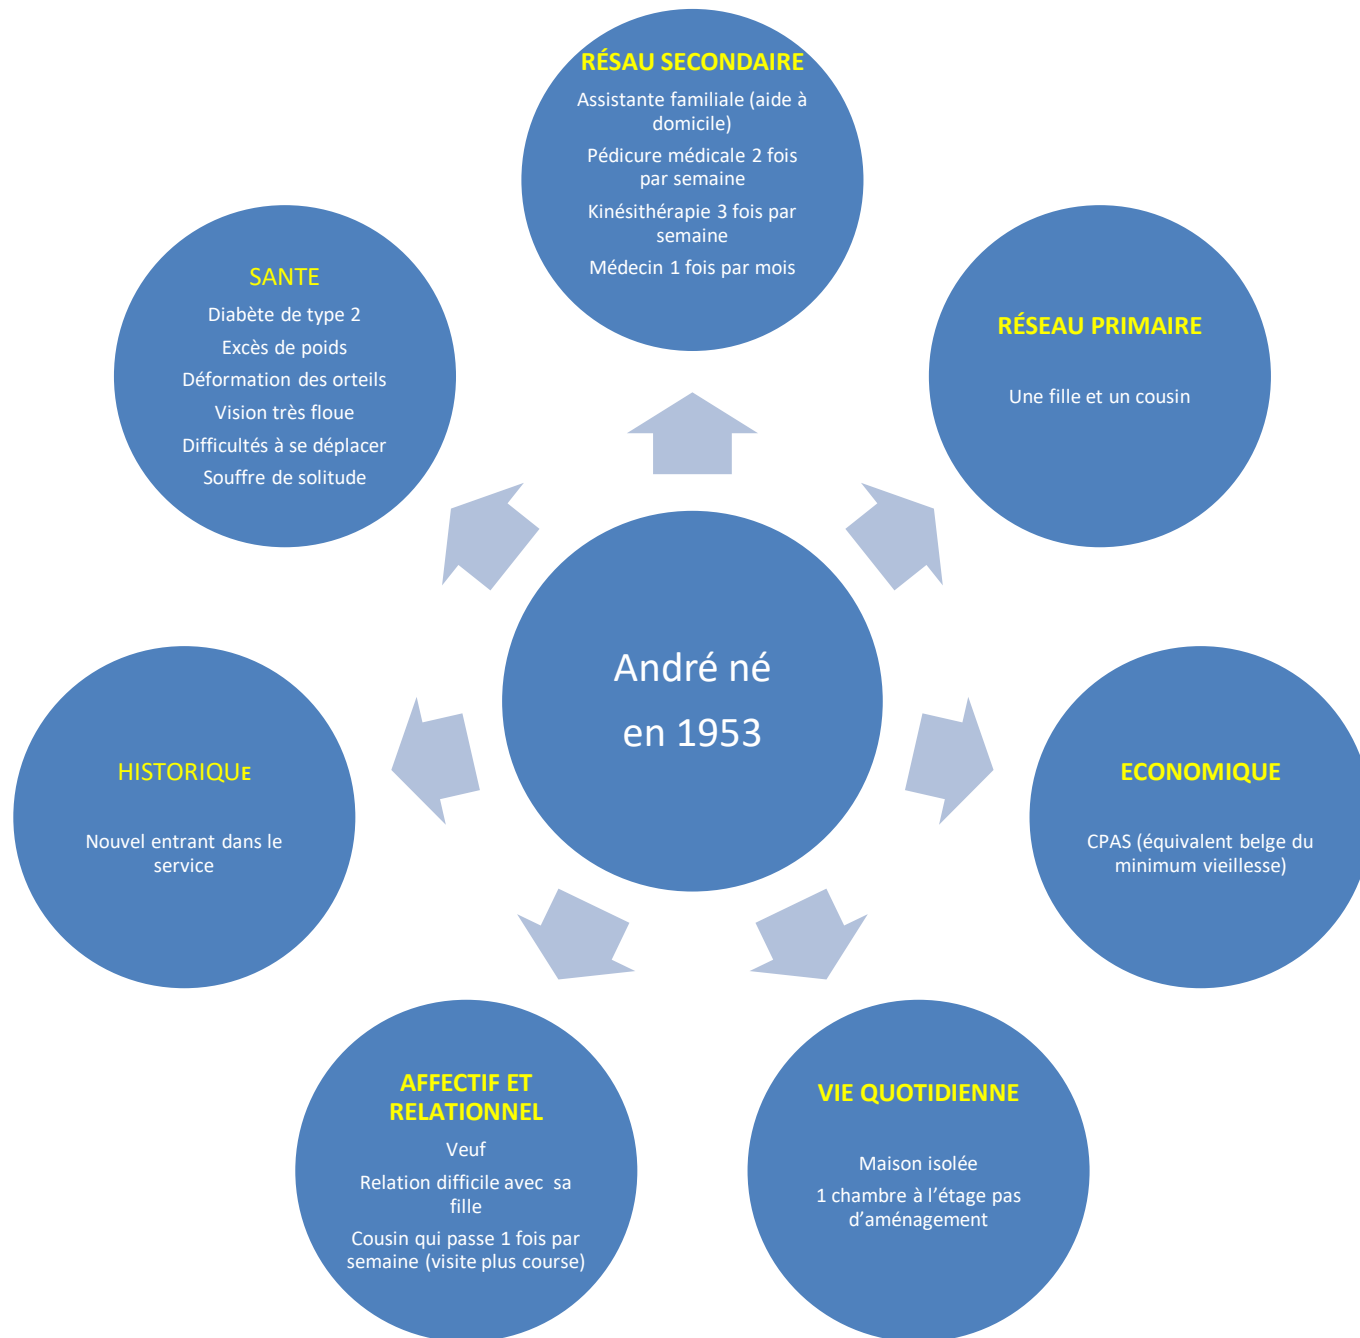 RÉSAU SECONDAIRE
Assistante familiale (aide à
domicile)
Pédicure médicale 2 fois
par semaine
Kinésithérapie 3 fois par
semaine
Médecin 1 fois par mois
RÉSEAU PRIMAIRE
Une fille et un cousin
ECONOMIQUE
CPAS (équivalent belge du
minimum vieillesse)
VIE QUOTIDIENNE
Maison isolée
1 chambre à l’étage pas
d’aménagement
AFFECTIF ET
RELATIONNEL
Veuf
Relation difficile avec sa
fille
Cousin qui passe 1 fois par
semaine (visite plus course)
HISTORIQUE
Nouvel entrant dans le
service
SANTE
Diabète de type 2
Excès de poids
Déformation des orteils
Vision très floue
Difficultés à se déplacer
Souffre de solitude
André né
en 1953